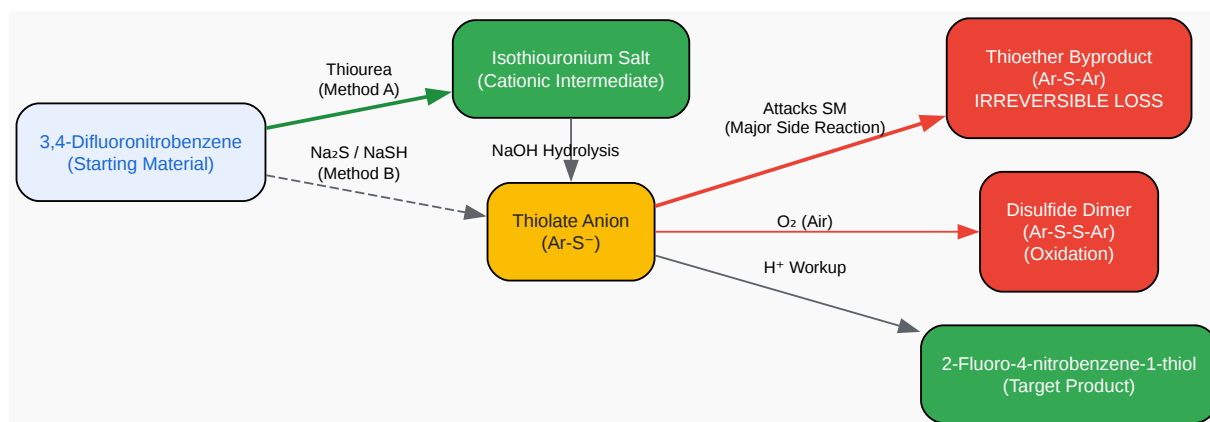 Isothiouronium Salt
(Cationic Intermediate)
Thioether Byproduct
(Ar-S-Ar)
IRREVERSIBLE LOSS
Thiourea
(Method A)
Attacks SM
(Major Side Reaction)
3,4-Difluoronitrobenzene
(Starting Material)
Na₂S / NaSH
(Method B)
NaOH Hydrolysis
Thiolate Anion
(Ar-S⁻)
O₂ (Air)
Disulfide Dimer
(Ar-S-S-Ar)
(Oxidation)
H⁺ Workup
2-Fluoro-4-nitrobenzene-1-thiol
(Target Product)